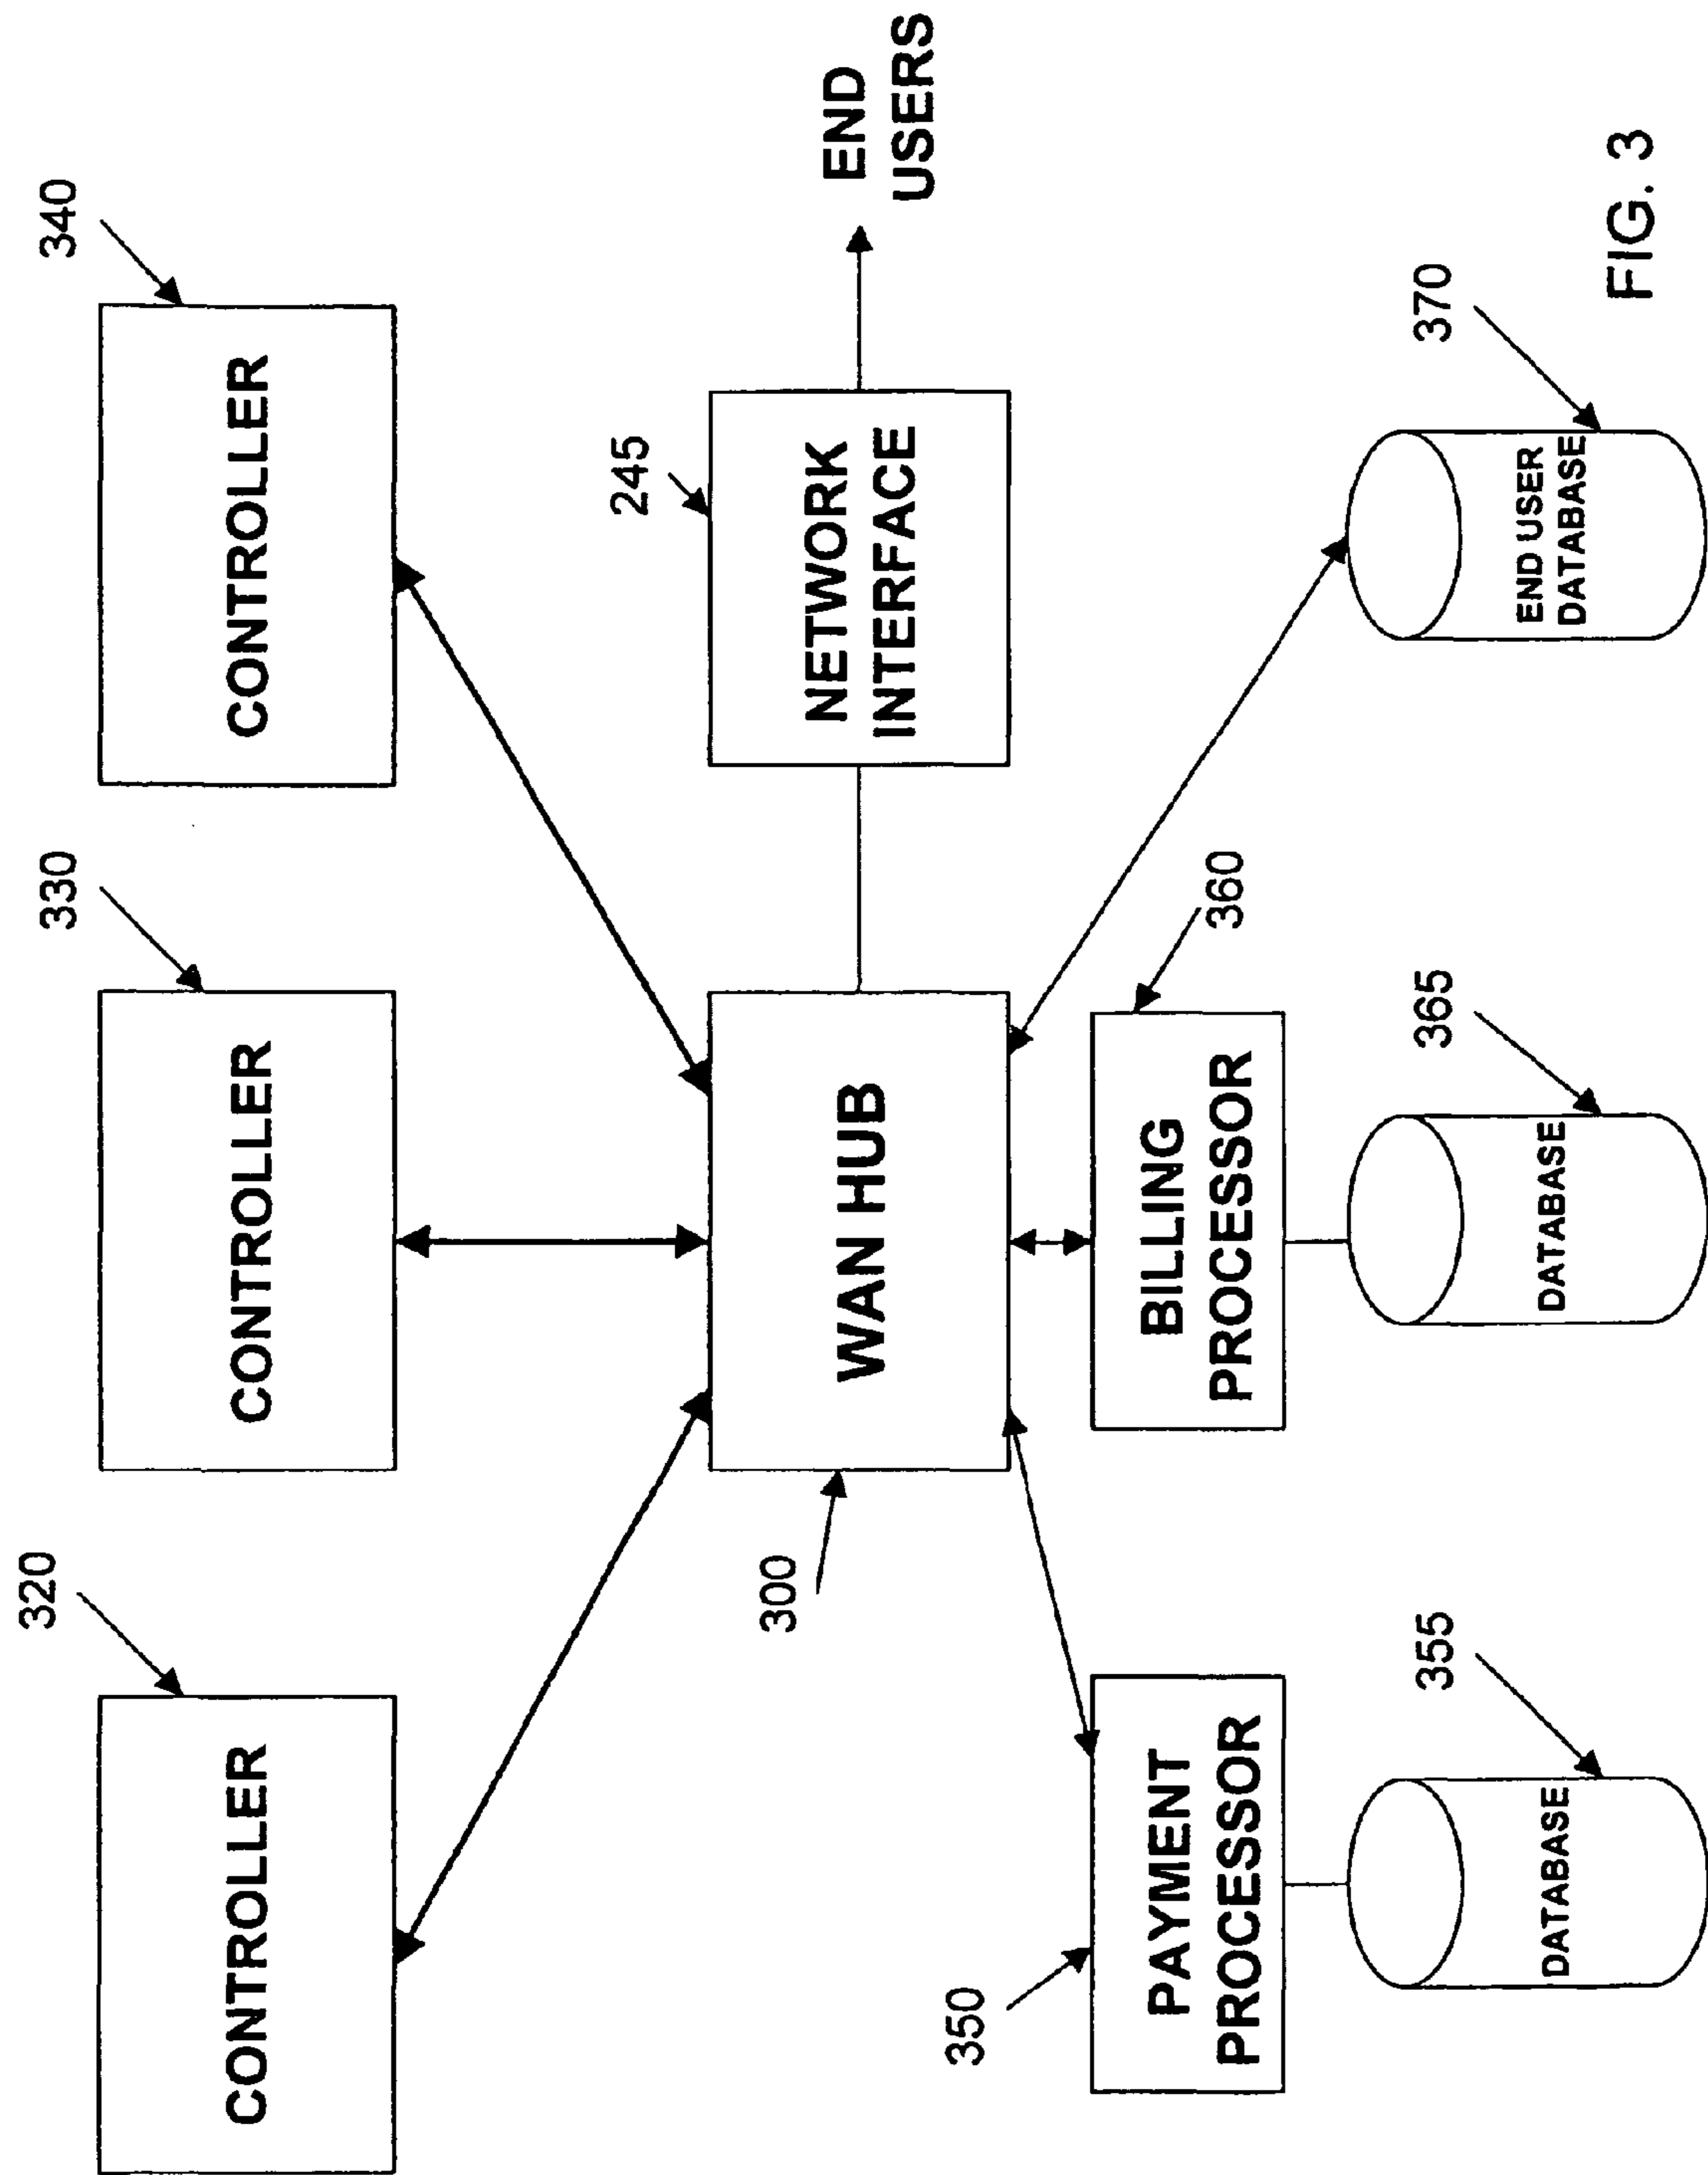 320
330
340
CONTROLLER
CONTROLLER
CONTROLLER
245
300
WAN HUB
NETWORK
INTERFACE
END
USERS
350
PAYMENT
PROCESSOR
BILLING
PROCESSOR
360
355
365
370
DATABASE
DATABASE
END USER
DATABASE
FIG. 3